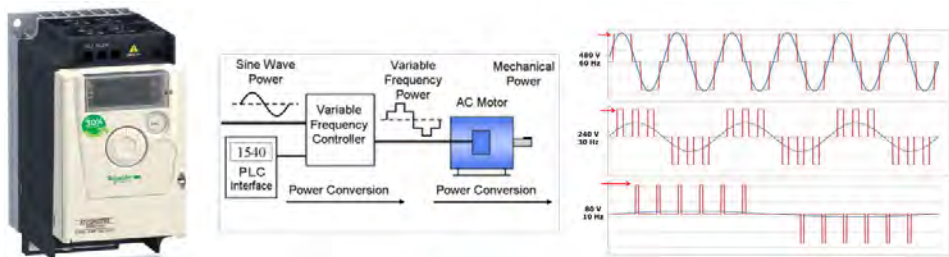 Schneider
Sine Wave
Power
Variable
Frequency
Power
Mechanical
Power
Variable
Frequency
Controller
AC Motor
1540
PLC
Interface
Power Conversion
Power Conversion
480 V
60 Hz
240 V
30 Hz
80 V
10 Hz